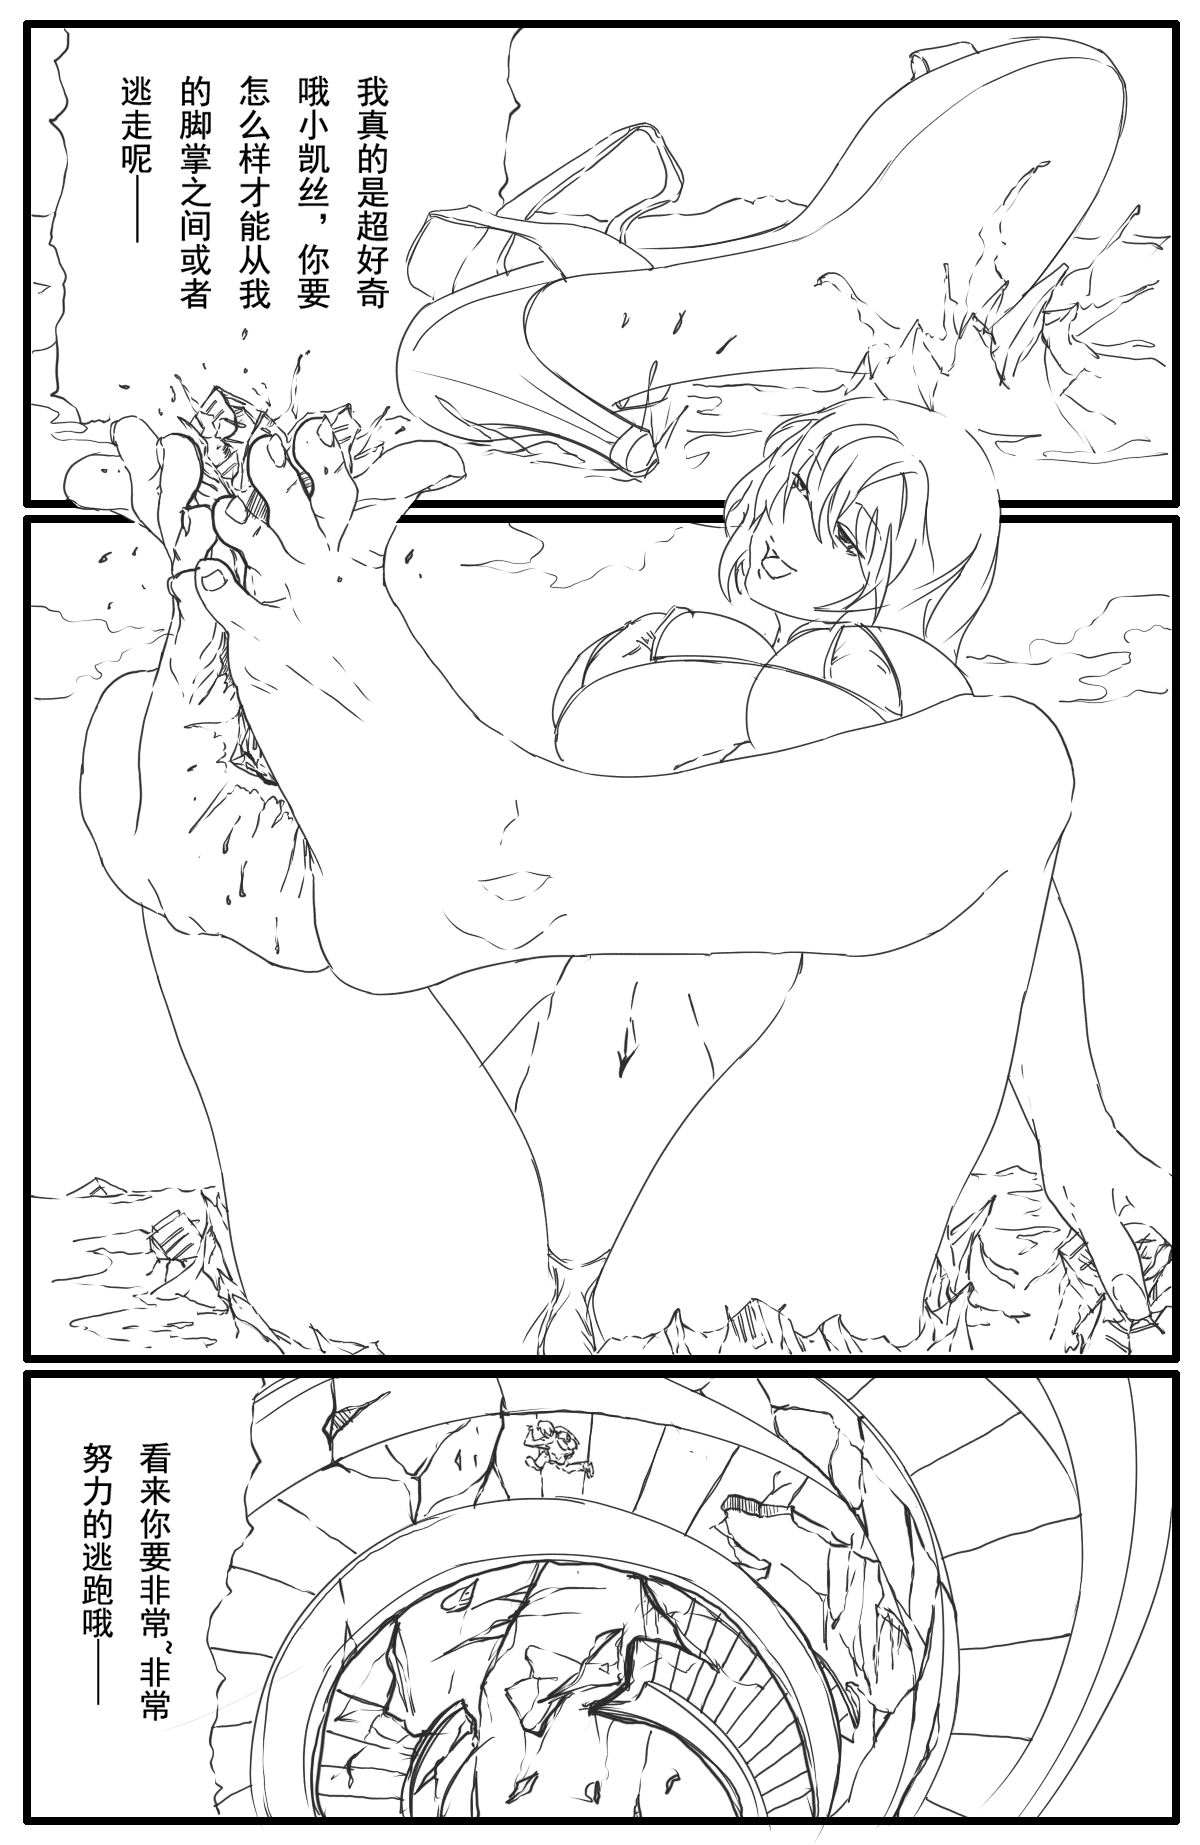 我真的是超好奇
哦小凯丝，你要
怎么样才能从我
的脚掌之间或者
逃走呢——
看来你要非常~非常
努力的逃跑哦——